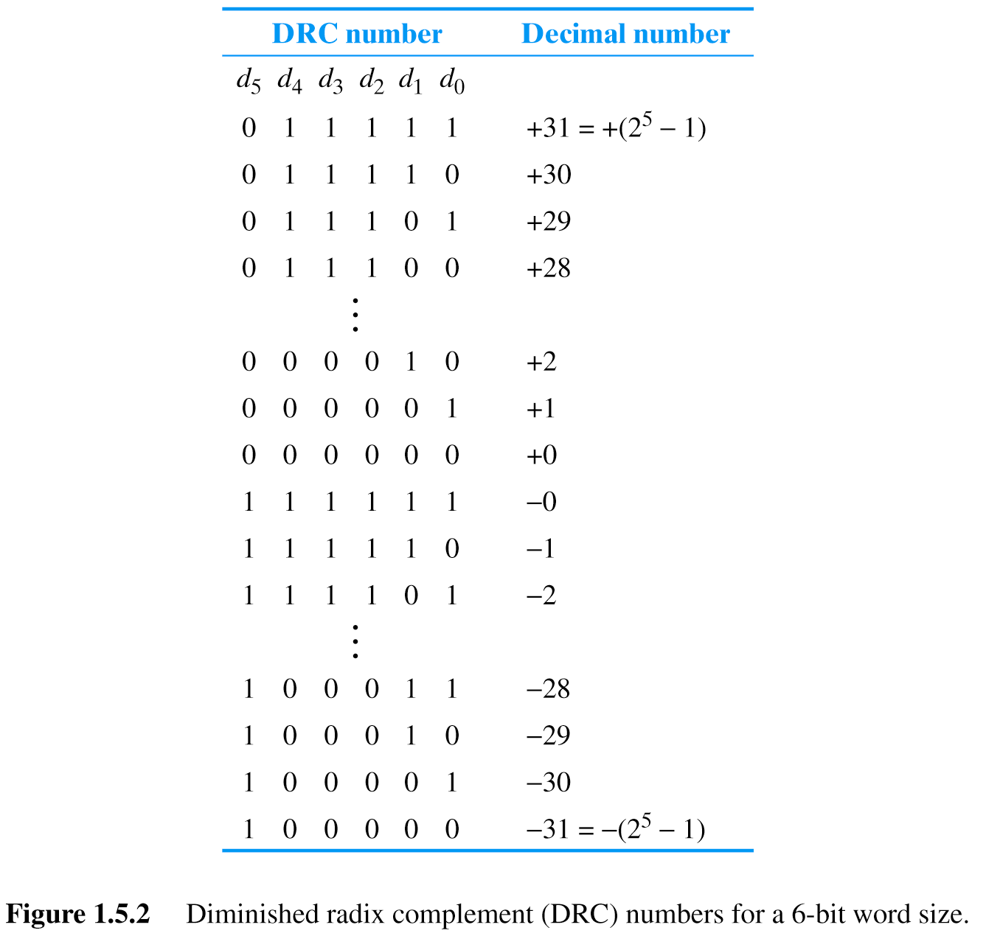 DRC number Decimal number
d₅ d₄ d₃ d₂ d₁ d₀
0 1 1 1 1 1 +31 = +(2⁵ – 1)
0 1 1 1 1 0 +30
0 1 1 1 0 1 +29
0 1 1 1 0 0 +28
⋮
0 0 0 0 1 0 +2
0 0 0 0 0 1 +1
0 0 0 0 0 0 +0
1 1 1 1 1 1 –0
1 1 1 1 1 0 –1
1 1 1 1 0 1 –2
⋮
1 0 0 0 1 1 –28
1 0 0 0 1 0 –29
1 0 0 0 0 1 –30
1 0 0 0 0 0 –31 = –(2⁵ – 1)
Figure 1.5.2 Diminished radix complement (DRC) numbers for a 6-bit word size.